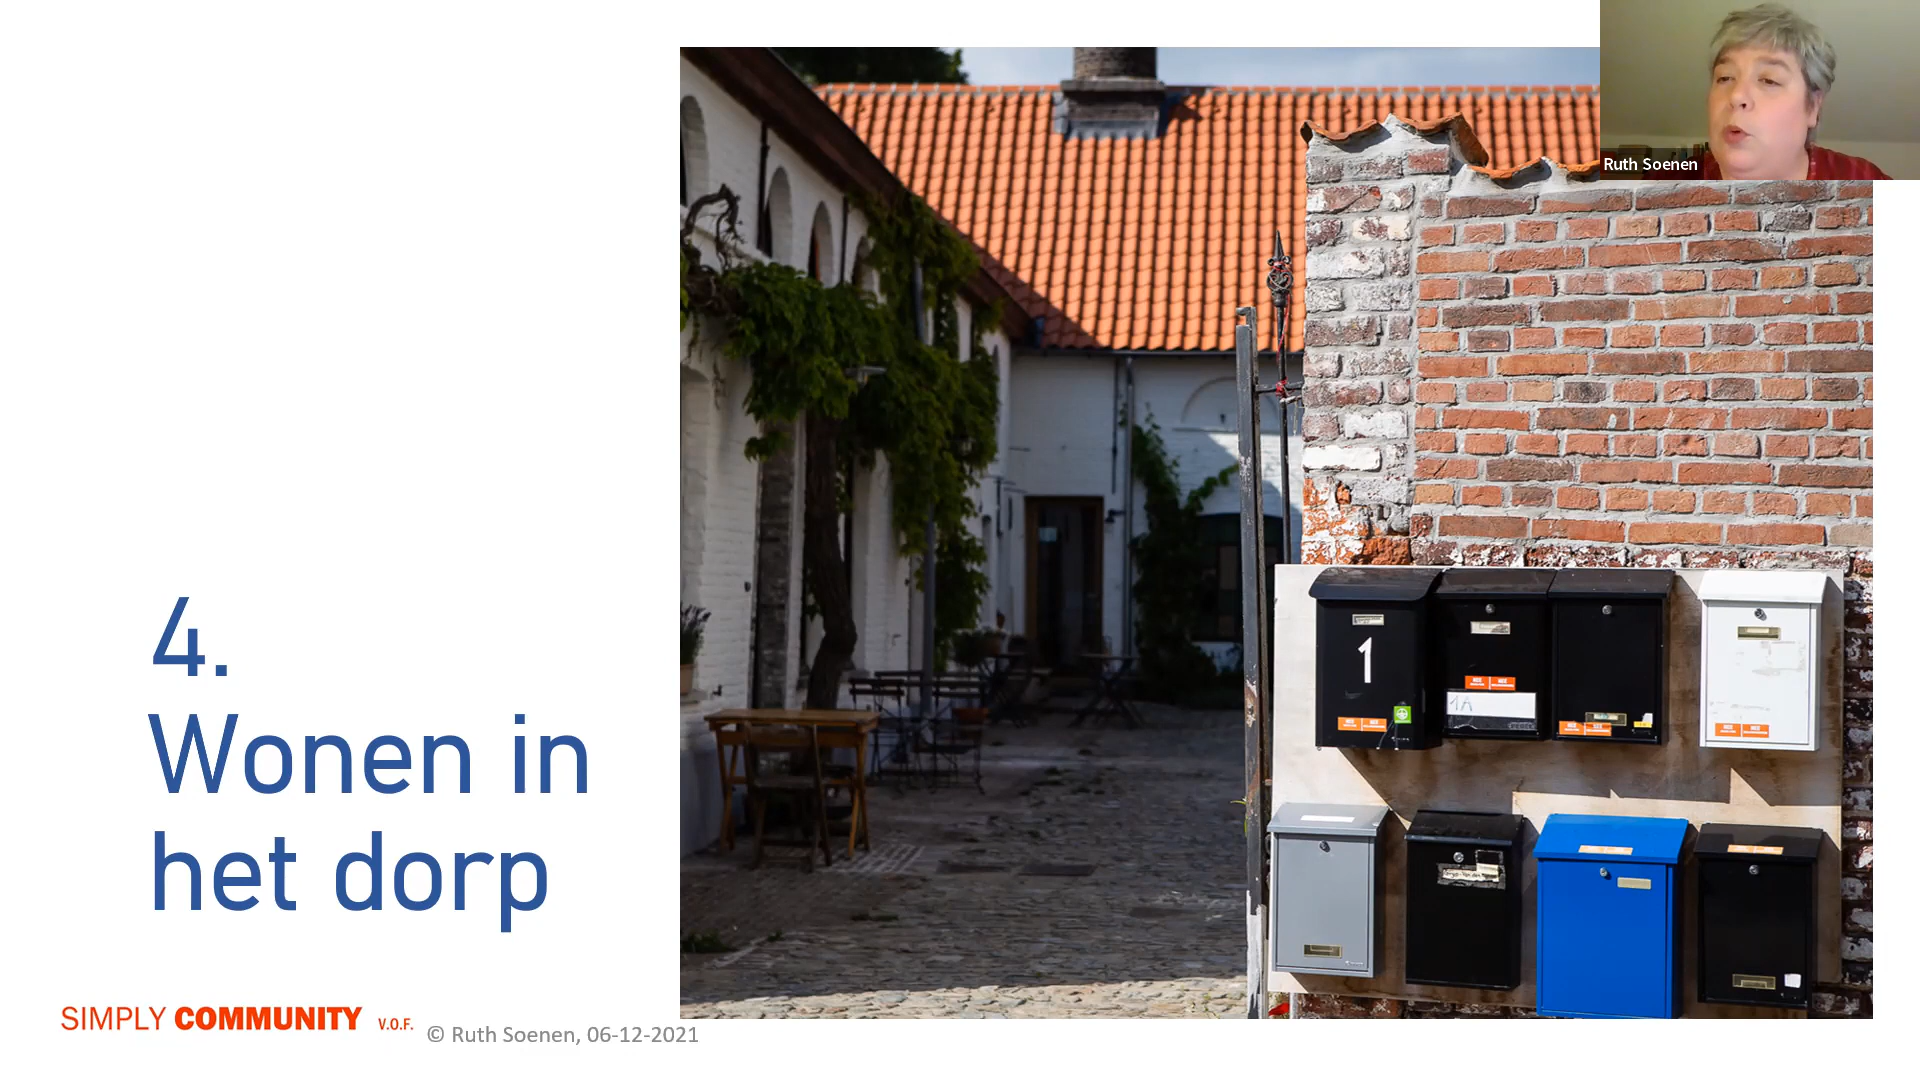 Ruth Soenen
1
1A
4.
Wonen in
het dorp
SIMPLY COMMUNITY V.O.F.
© Ruth Soenen, 06-12-2021